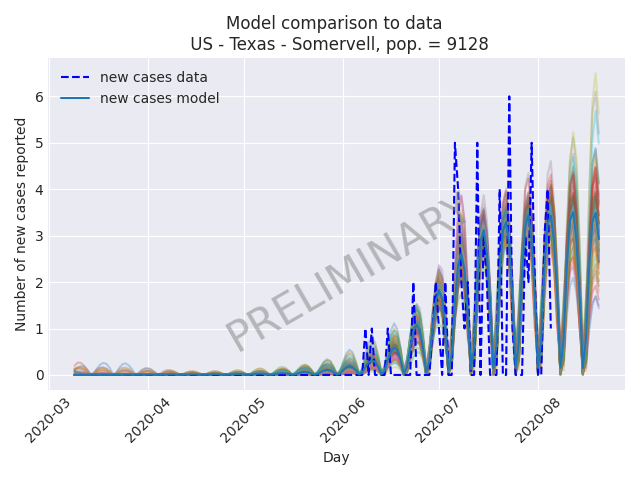 Model comparison to data
US - Texas - Somervell, pop. = 9128
new cases data
new cases model
Number of new cases reported
6
5
4
3
2
1
0
PRELIMINARY
2020-03
2020-04
2020-05
2020-06
2020-07
2020-08
Day